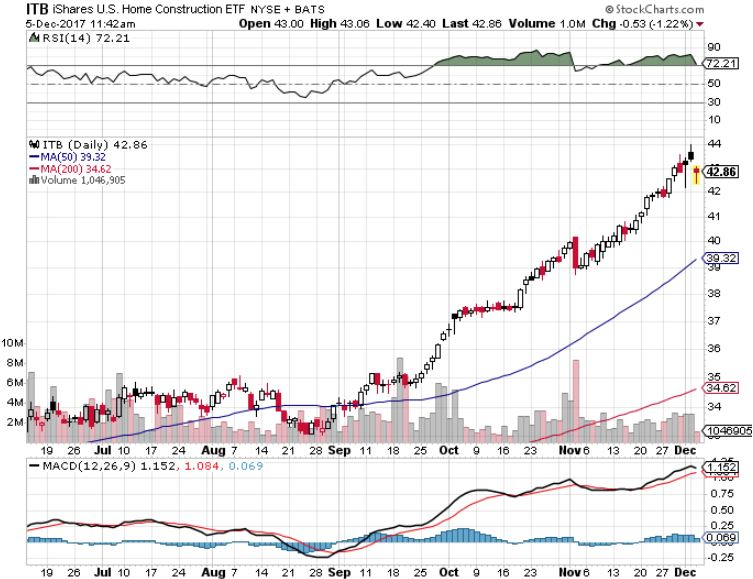 ITB iShares U.S. Home Construction ETF NYSE + BATS © StockCharts.com
5-Dec-2017 11:42am Open 43.00 High 43.06 Low 42.40 Last 42.86 Volume 1.0M Chg -0.53 (-1.22%)
RSI(14) 72.21
90
72.21
50
30
10
ITB (Daily) 42.86
MA(50) 39.32
MA(200) 34.62
Volume 1,046,905
44
43
42.86
42
41
40
39.32
39
38
37
36
35
34.62
34
1046905
10M
8M
6M
4M
2M
19 26 Jul 10 17 24 Aug 7 14 21 28 Sep 11 18 25 Oct 9 16 23 Nov 6 13 20 27 Dec
MACD(12,26,9) 1.152, 1.084, 0.069
1.152
0.75
0.50
0.25
0.069
-0.25
19 26 Jul 10 17 24 Aug 7 14 21 28 Sep 11 18 25 Oct 9 16 23 Nov 6 13 20 27 Dec